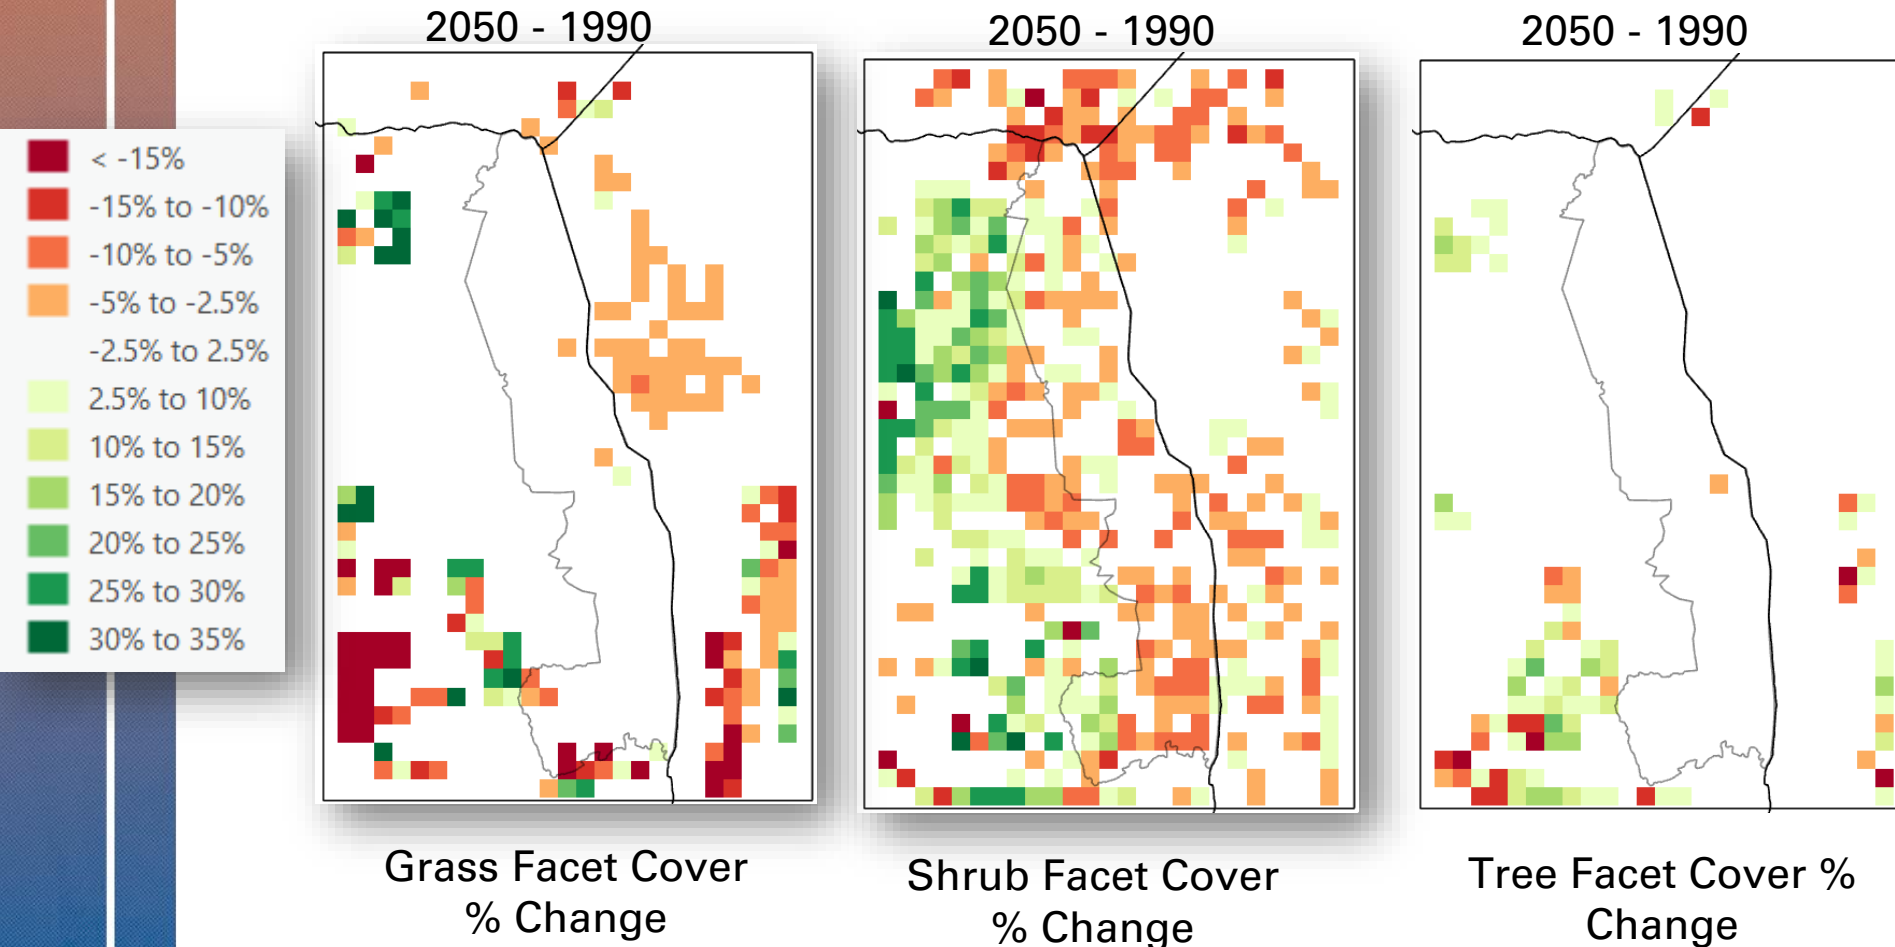 2050 - 1990
2050 - 1990
2050 - 1990
< -15%
-15% to -10%
-10% to -5%
-5% to -2.5%
-2.5% to 2.5%
2.5% to 10%
10% to 15%
15% to 20%
20% to 25%
25% to 30%
30% to 35%
Grass Facet Cover
% Change
Shrub Facet Cover
% Change
Tree Facet Cover %
Change